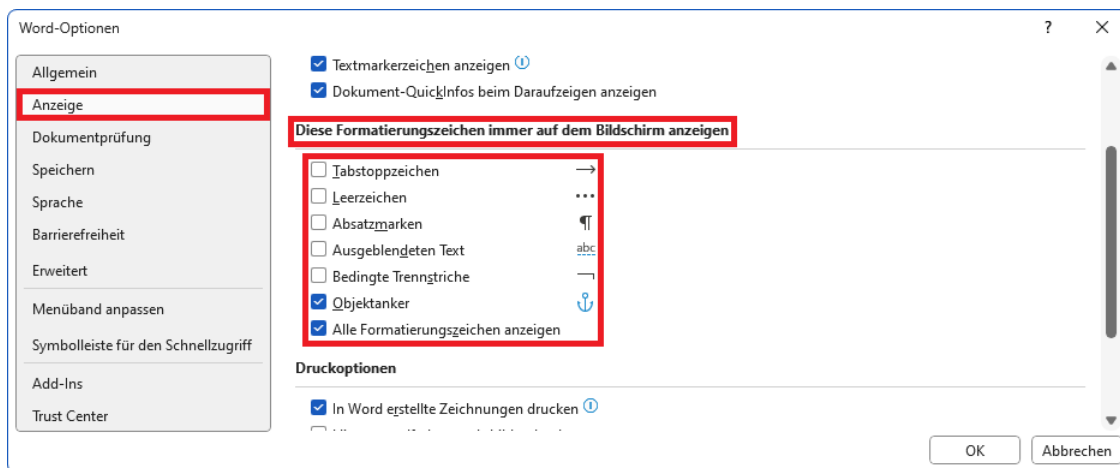 Word-Optionen
?
Allgemein
Anzeige
Dokumentprüfung
Speichern
Sprache
Barrierefreiheit
Erweitert
Menüband anpassen
Symbolleiste für den Schnellzugriff
Add-Ins
Trust Center
Textmarkerzeichen anzeigen
Dokument-QuickInfos beim Daraufzeigen anzeigen
Diese Formatierungszeichen immer auf dem Bildschirm anzeigen
Tabstoppzeichen →
Leerzeichen •••
Absatzmarken ¶
Ausgeblendeten Text abc
Bedingte Trennstriche ¬
Objektanker
Alle Formatierungszeichen anzeigen
Druckoptionen
In Word erstellte Zeichnungen drucken
OK Abbrechen